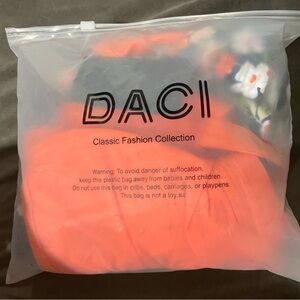 DACI
Classic Fashion Collection
Warning: To avoid danger of suffocation,
keep this plastic bag away from babies and children.
Do not use this bag in cribs, beds, carriages, or playpens.
This bag is not a toy.